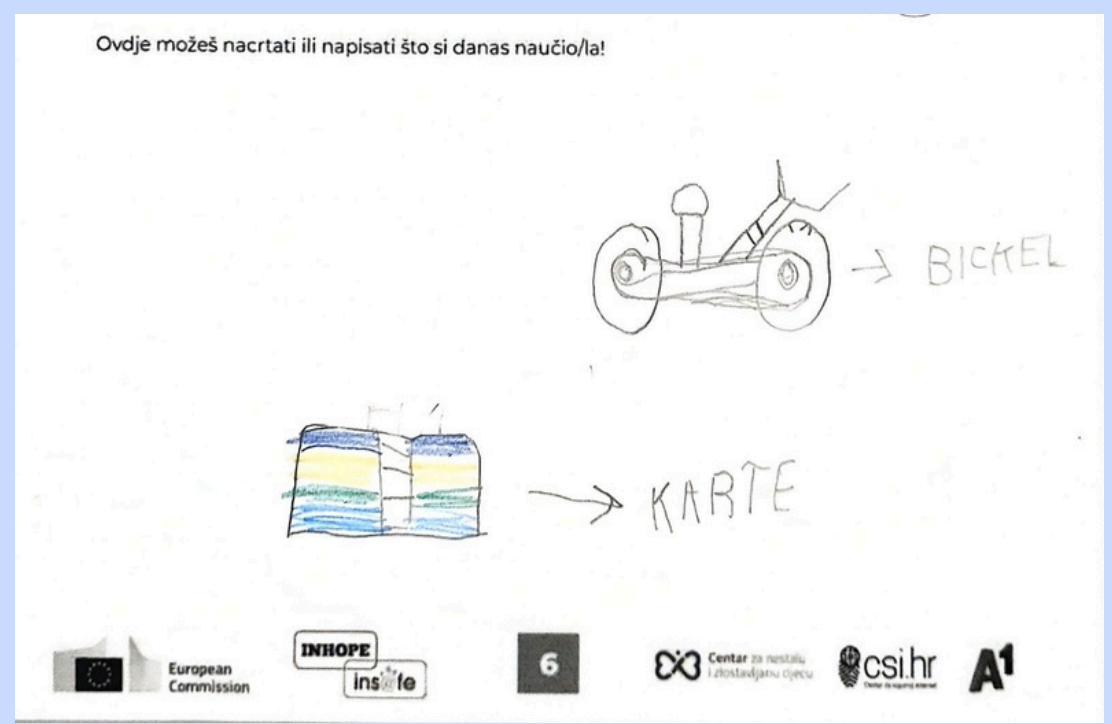 Ovdje možeš nacrtati ili napisati što si danas naučio/la!
BICKEL
KARTE
European
Commission
INHOPE
insafe
6
Centar za nestalu
i zlostavljanu djecu
csi.hr
A1